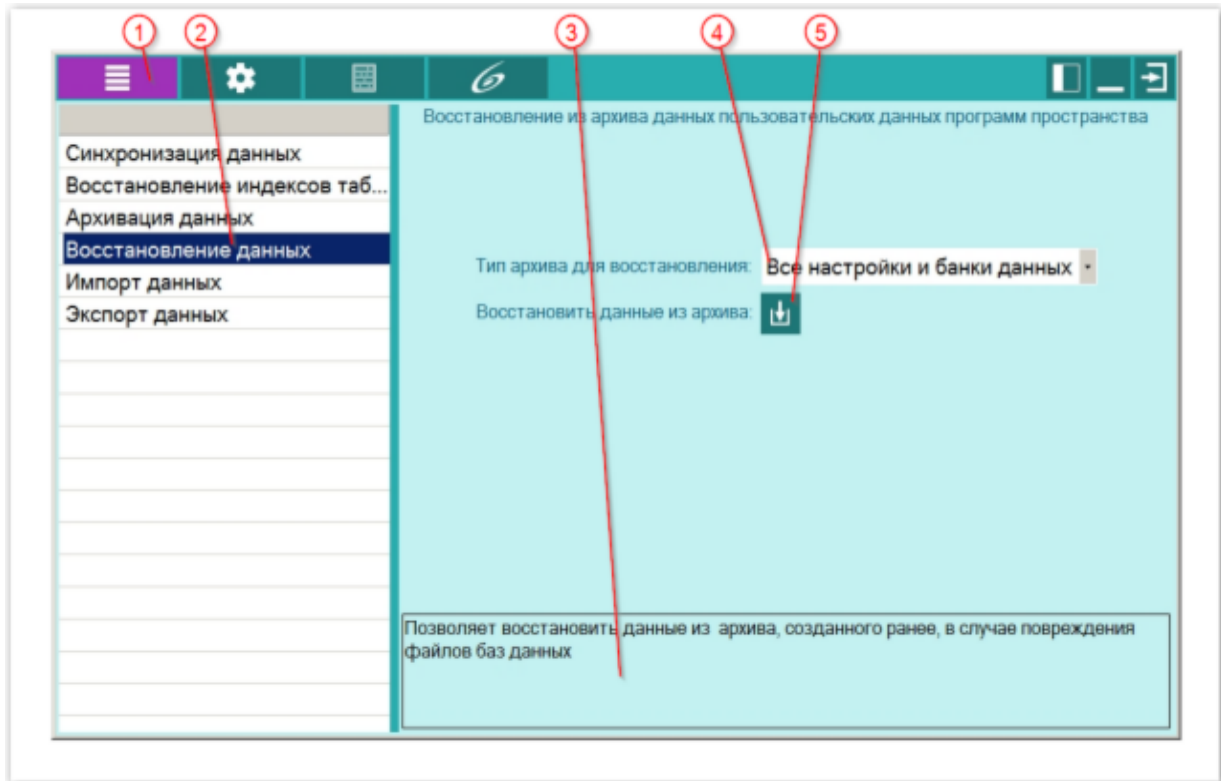 1 2 3 4 5
Восстановление из архива данных пользовательских данных программ пространства
Синхронизация данных
Восстановление индексов таб...
Архивация данных
Восстановление данных
Импорт данных
Экспорт данных
Тип архива для восстановления: Все настройки и банки данных
Восстановить данные из архива:
Позволяет восстановить данные из архива, созданного ранее, в случае повреждения
файлов баз данных